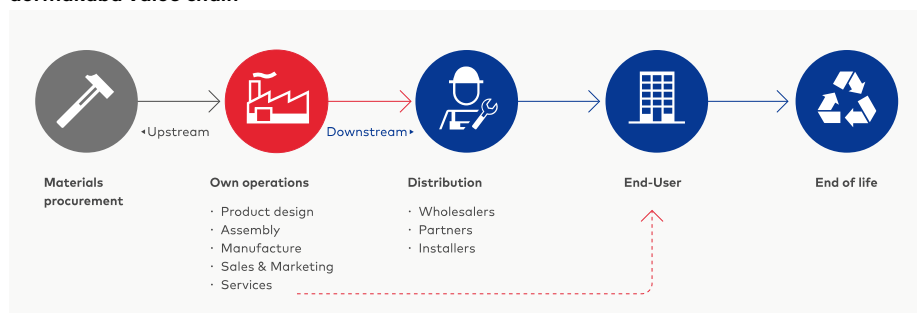 ◂Upstream
Downstream▸
Materials
procurement
Own operations
· Product design
· Assembly
· Manufacture
· Sales & Marketing
· Services
Distribution
· Wholesalers
· Partners
· Installers
End-User
End of life